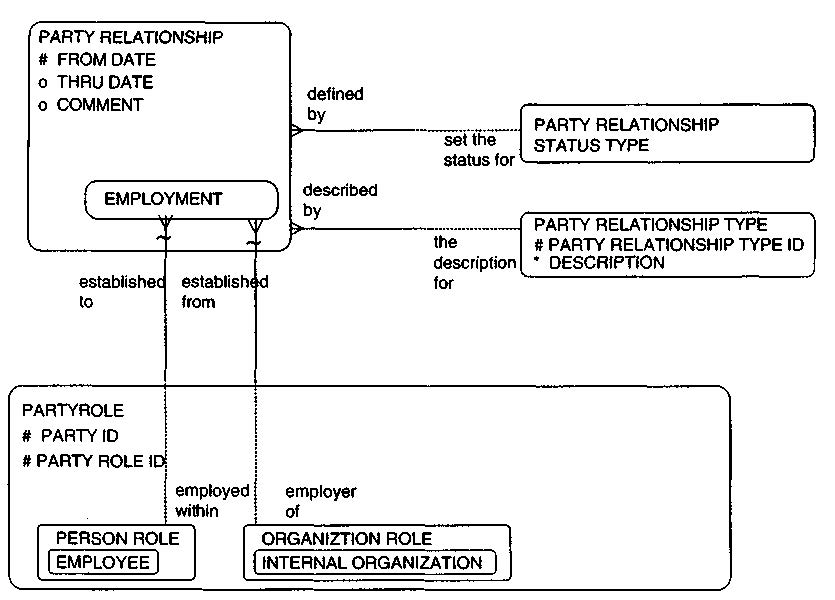 PARTY RELATIONSHIP
# FROM DATE
o THRU DATE
o COMMENT
EMPLOYMENT
defined
by
set the
status for
PARTY RELATIONSHIP
STATUS TYPE
described
by
the
description
for
PARTY RELATIONSHIP TYPE
# PARTY RELATIONSHIP TYPE ID
* DESCRIPTION
established
to
established
from
PARTYROLE
# PARTY ID
# PARTY ROLE ID
employed
within
employer
of
PERSON ROLE
EMPLOYEE
ORGANIZTION ROLE
INTERNAL ORGANIZATION